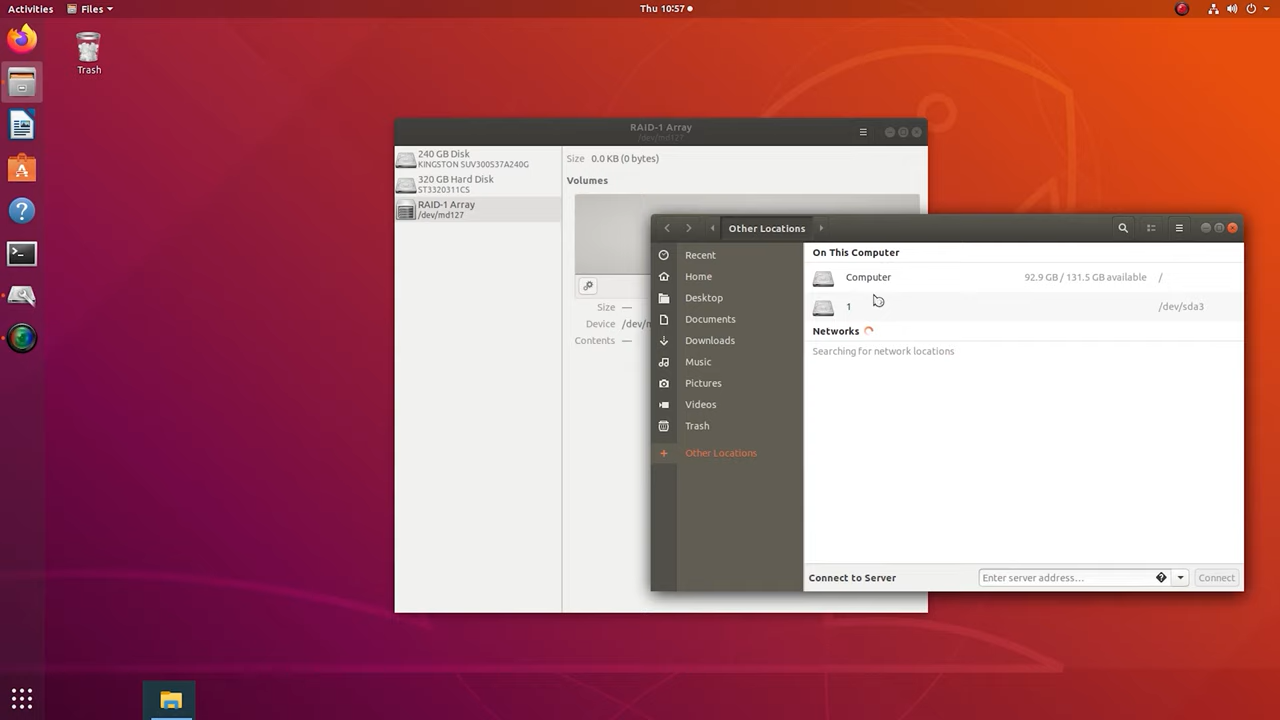 Activities
Files
Thu 10:57
Trash
RAID-1 Array
/dev/md127
240 GB Disk
KINGSTON SUV300S37A240G
320 GB Hard Disk
ST3320311CS
RAID-1 Array
/dev/md127
Size 0.0 KB (0 bytes)
Volumes
Size —
Device /dev/m
Contents —
Other Locations
Recent
Home
Desktop
Documents
Downloads
Music
Pictures
Videos
Trash
Other Locations
On This Computer
Computer 92.9 GB / 131.5 GB available /
1 /dev/sda3
Networks
Searching for network locations
Connect to Server
Enter server address...
Connect